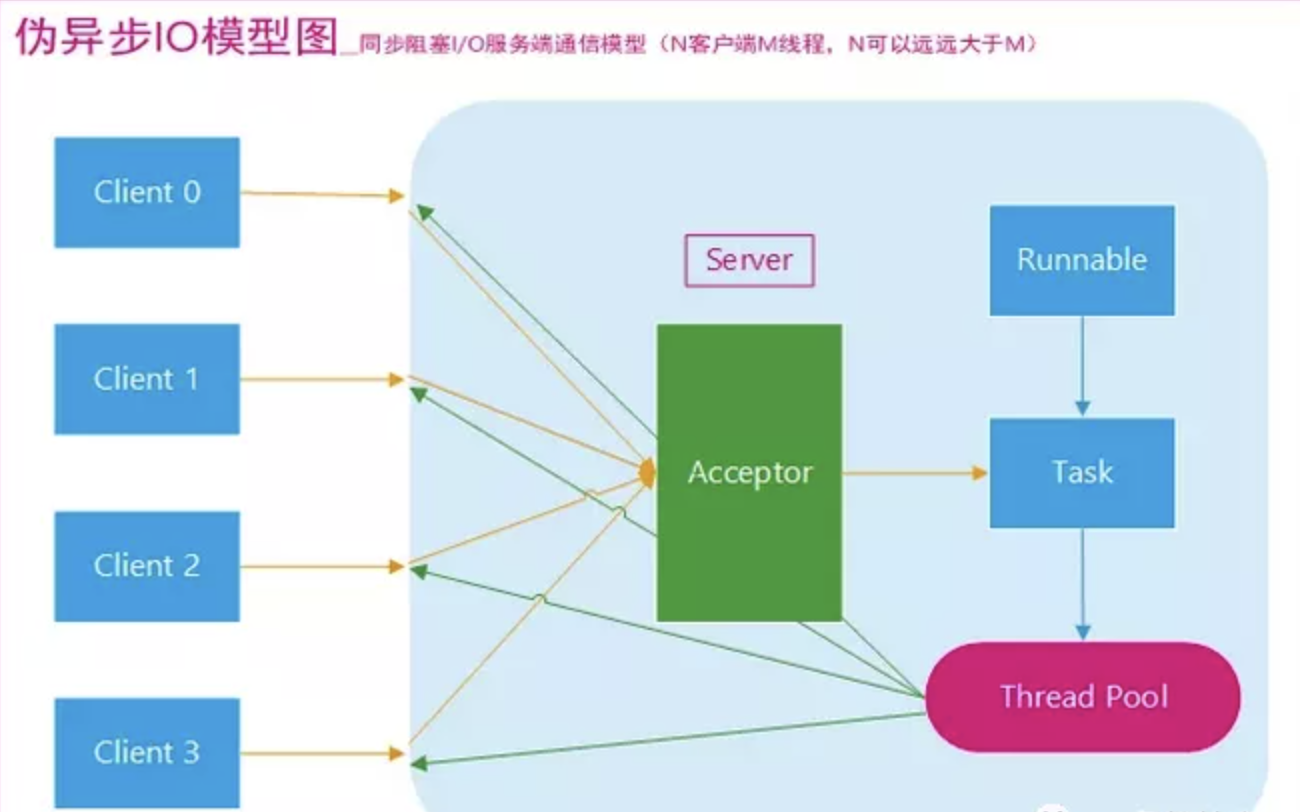 伪异步IO模型图_同步阻塞I/O服务端通信模型（N客户端M线程，N可以远远大于M）
Client 0
Server
Runnable
Client 1
Acceptor
Task
Client 2
Thread Pool
Client 3